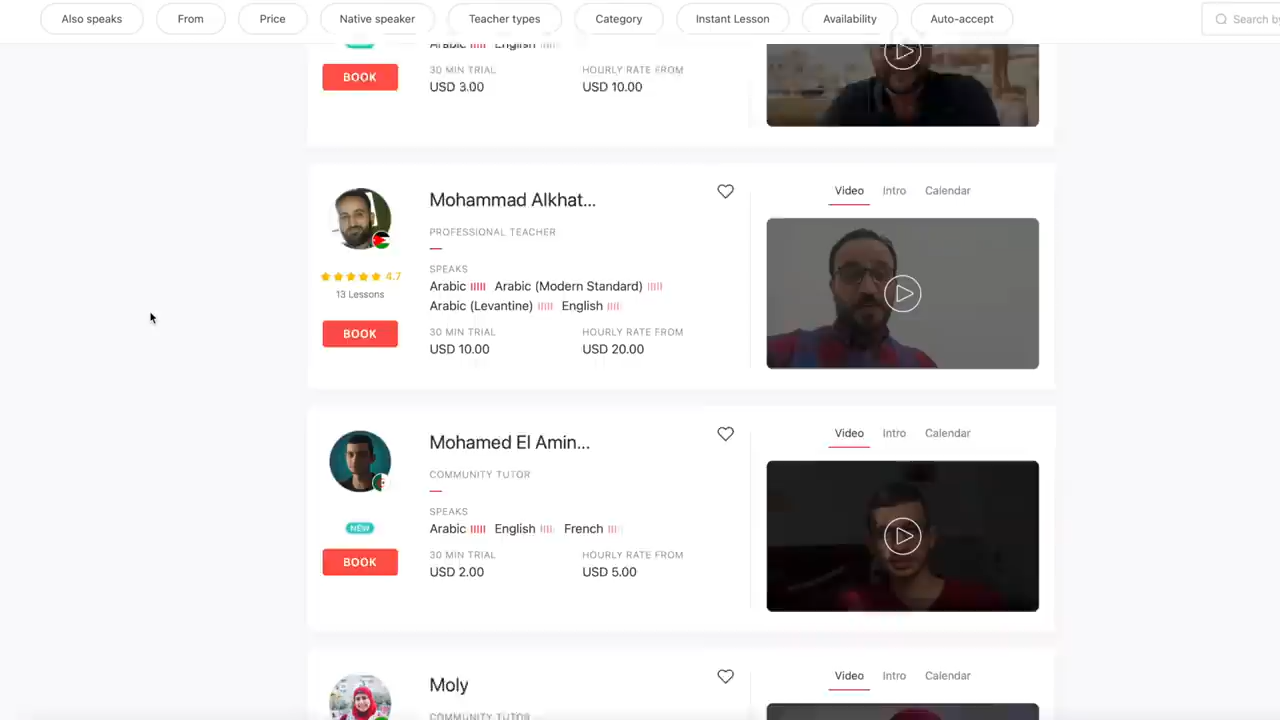 Also speaks
From
Price
Native speaker
Teacher types
Category
Instant Lesson
Availability
Auto-accept
Search by
Arabic English
BOOK
30 MIN TRIAL
HOURLY RATE FROM
USD 3.00
USD 10.00
Mohammad Alkhat...
PROFESSIONAL TEACHER
4.7
13 Lessons
SPEAKS
Arabic Arabic (Modern Standard)
Arabic (Levantine) English
BOOK
30 MIN TRIAL
HOURLY RATE FROM
USD 10.00
USD 20.00
Video
Intro
Calendar
Mohamed El Amin...
COMMUNITY TUTOR
NEW
SPEAKS
Arabic English French
BOOK
30 MIN TRIAL
HOURLY RATE FROM
USD 2.00
USD 5.00
Video
Intro
Calendar
Moly
COMMUNITY TUTOR
Video
Intro
Calendar